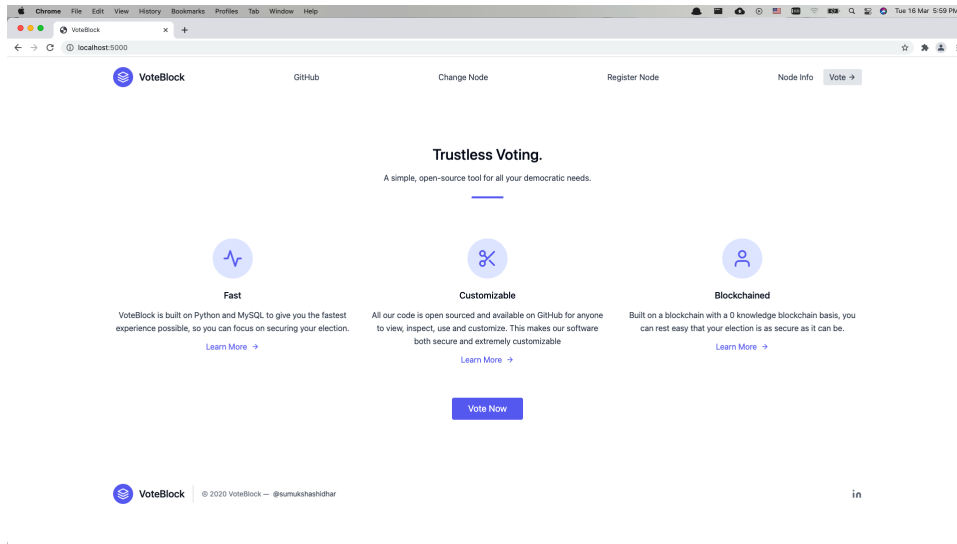 Chrome File Edit View History Bookmarks Profiles Tab Window Help Tue 16 Mar 5:59 PM
VoteBlock
localhost:5000
VoteBlock GitHub Change Node Register Node Node Info Vote →
Trustless Voting.
A simple, open-source tool for all your democratic needs.
Fast
VoteBlock is built on Python and MySQL to give you the fastest
experience possible, so you can focus on securing your election.
Learn More →
Customizable
All our code is open sourced and available on GitHub for anyone
to view, inspect, use and customize. This makes our software
both secure and extremely customizable
Learn More →
Blockchained
Built on a blockchain with a 0 knowledge blockchain basis, you
can rest easy that your election is as secure as it can be.
Learn More →
Vote Now
VoteBlock © 2020 VoteBlock — @sumukshashidhar in